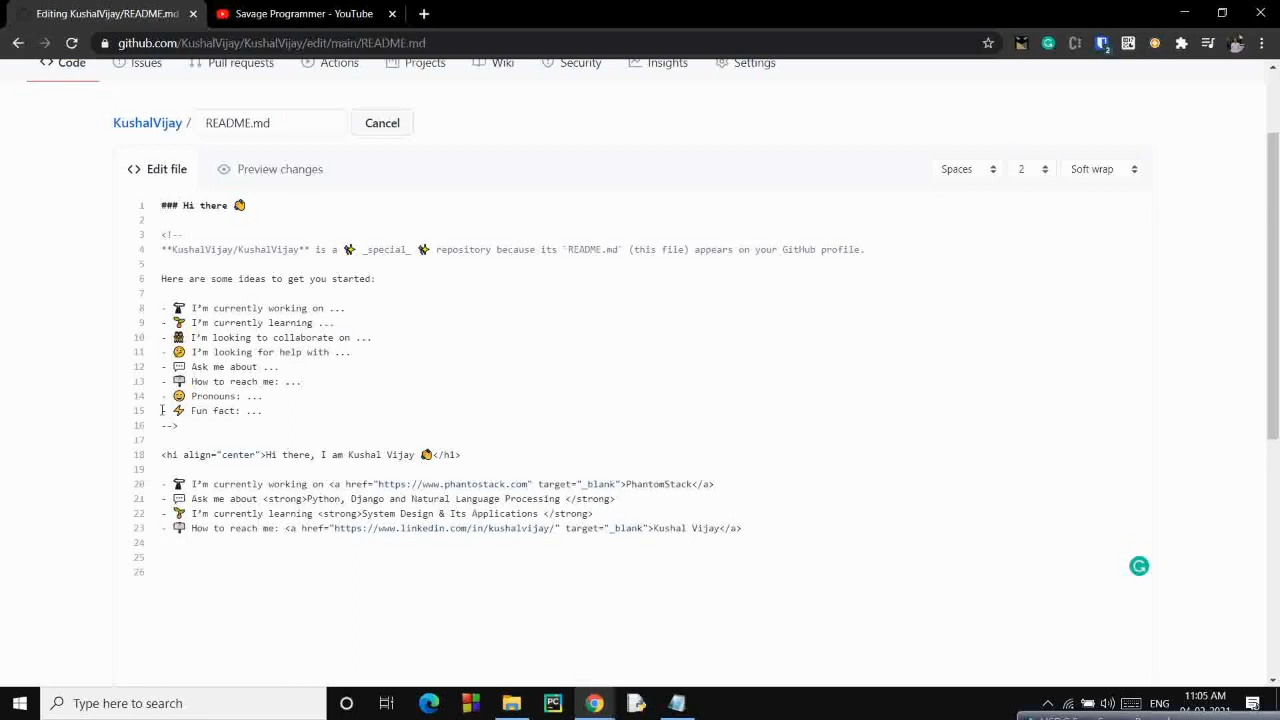 Editing KushalVijay/README.md
Savage Programmer - YouTube
github.com/KushalVijay/KushalVijay/edit/main/README.md
Code Issues Pull requests Actions Projects Wiki Security Insights Settings
KushalVijay / README.md Cancel
Edit file Preview changes Spaces 2 Soft wrap
1 ### Hi there 👋
2
3 <!--
4 **KushalVijay/KushalVijay** is a ✨ _special_ ✨ repository because its `README.md` (this file) appears on your GitHub profile.
5
6 Here are some ideas to get you started:
7
8 - 🔭 I'm currently working on ...
9 - 🌱 I'm currently learning ...
10 - 👯 I'm looking to collaborate on ...
11 - 🤔 I'm looking for help with ...
12 - 💬 Ask me about ...
13 - 📫 How to reach me: ...
14 - 😄 Pronouns: ...
15 - ⚡ Fun fact: ...
16 -->
17
18 <hi align="center">Hi there, I am Kushal Vijay 👋</hi>
19
20 - 🔭 I'm currently working on <a href="https://www.phantostack.com" target="_blank">PhantomStack</a>
21 - 💬 Ask me about <strong>Python, Django and Natural Language Processing </strong>
22 - 🌱 I'm currently learning <strong>System Design & Its Applications </strong>
23 - 📫 How to reach me: <a href="https://www.linkedin.com/in/kushalvijay/" target="_blank">Kushal Vijay</a>
24
25
26
Type here to search
ENG
11:05 AM